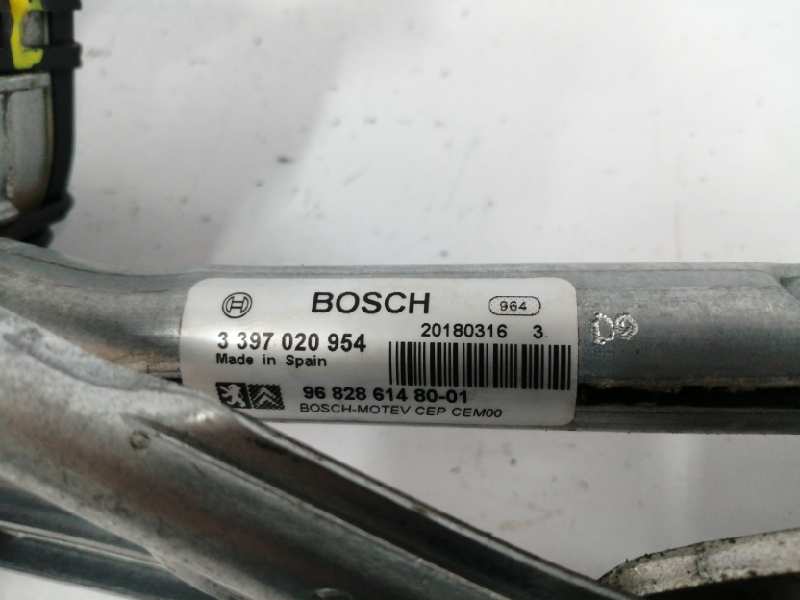 BOSCH
964
3 397 020 954
20180316 3
Made in Spain
96 828 614 80-01
BOSCH-MOTEV CEP CEM00
D9